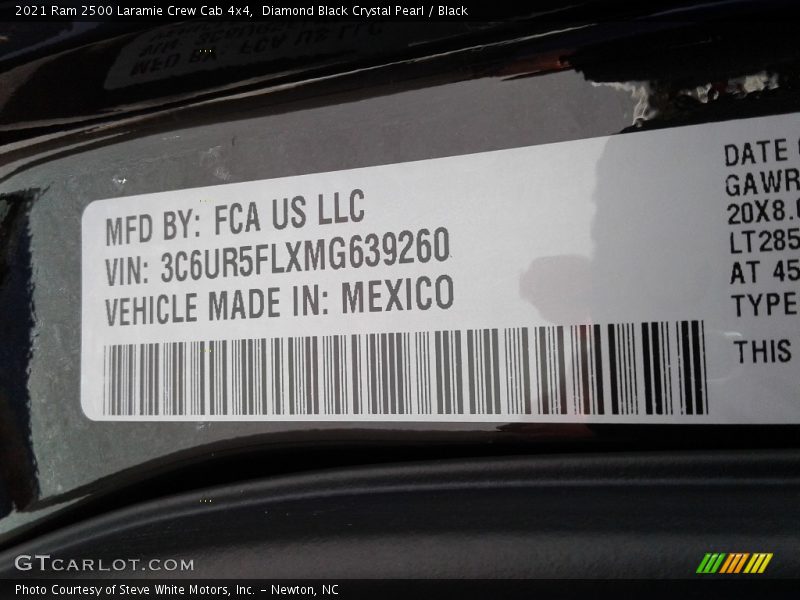 2021 Ram 2500 Laramie Crew Cab 4x4,  Diamond Black Crystal Pearl / Black
MFD BY: FCA US LLC
VIN: 3C6UR5FLXMG639260
VEHICLE MADE IN: MEXICO
DATE
GAWR
20X8.
LT285
AT 45
TYPE
THIS
GTCARLOT.COM
Photo Courtesy of Steve White Motors, Inc. – Newton, NC